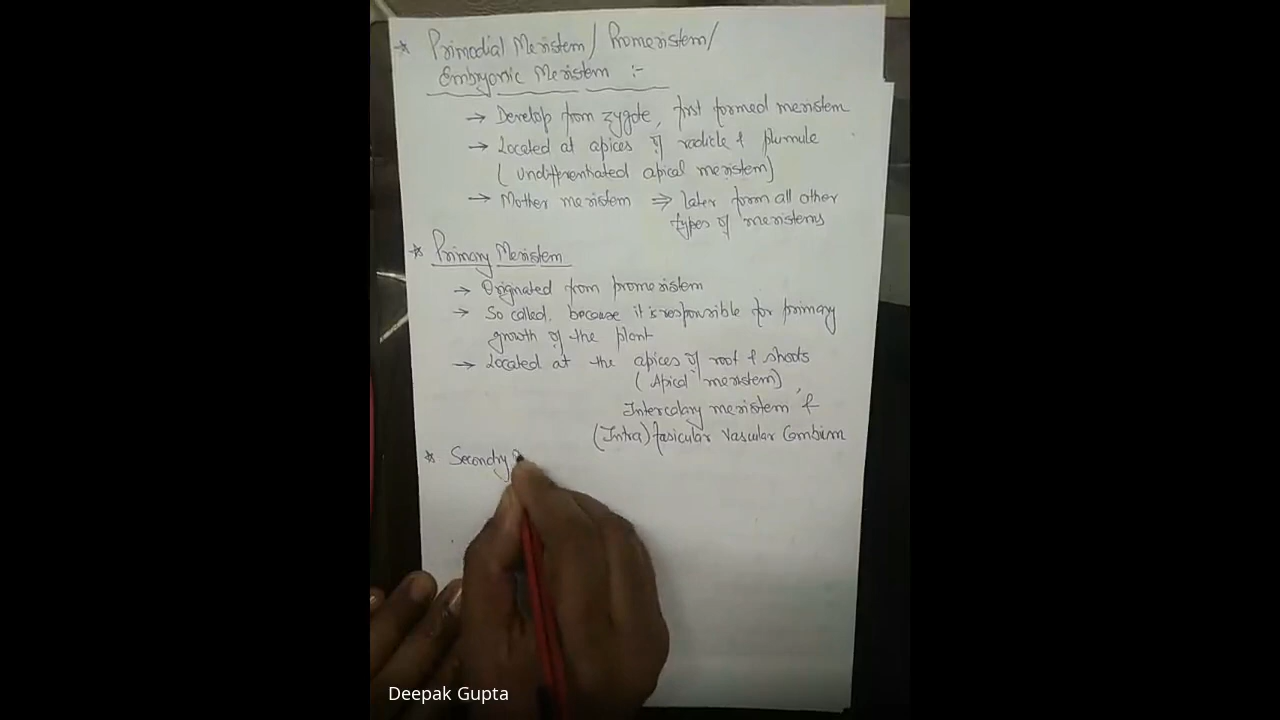 * Primodial Meristem / Promeristem /
Embryonic Meristem :-
→ Develop from zygote, first formed meristem
→ Located at apices of radicle & plumule
(undifferentiated apical meristem)
→ Mother meristem ⇒ Later from all other
types of meristems
* Primary Meristem
→ Originated from promeristem
→ So called, because it is responsible for primary
growth of the plant
→ Located at the apices of root & shoots
(Apical meristem),
Intercalary meristem &
(Intra) fasicular vascular Cambium
* Secondry
Deepak Gupta